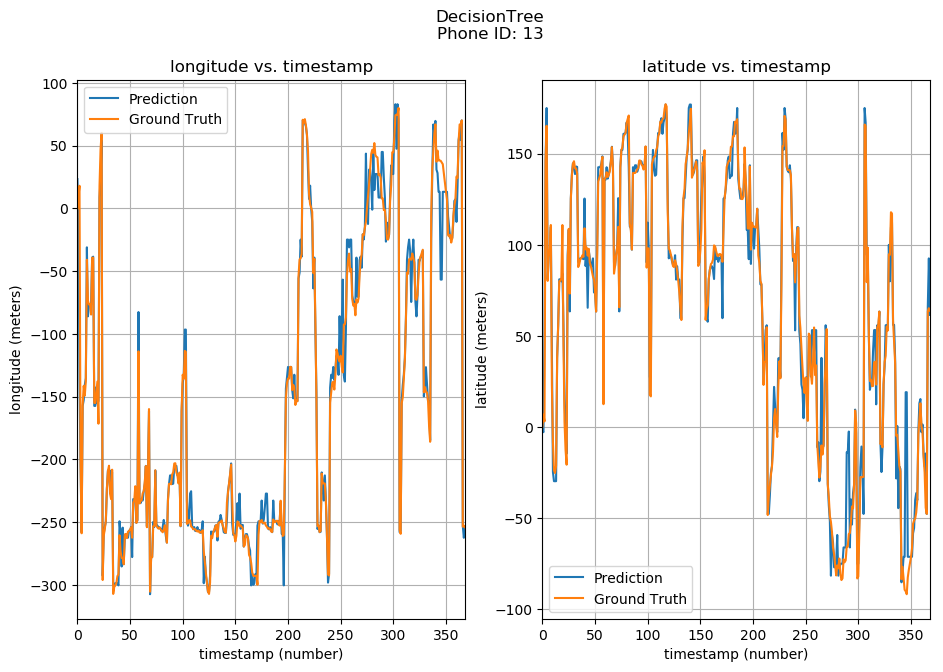 DecisionTree
Phone ID: 13
longitude vs. timestamp
100
50
0
−50
−100
−150
−200
−250
−300
longitude (meters)
Prediction
Ground Truth
0 50 100 150 200 250 300 350
timestamp (number)
latitude vs. timestamp
150
100
50
0
−50
−100
latitude (meters)
Prediction
Ground Truth
0 50 100 150 200 250 300 350
timestamp (number)